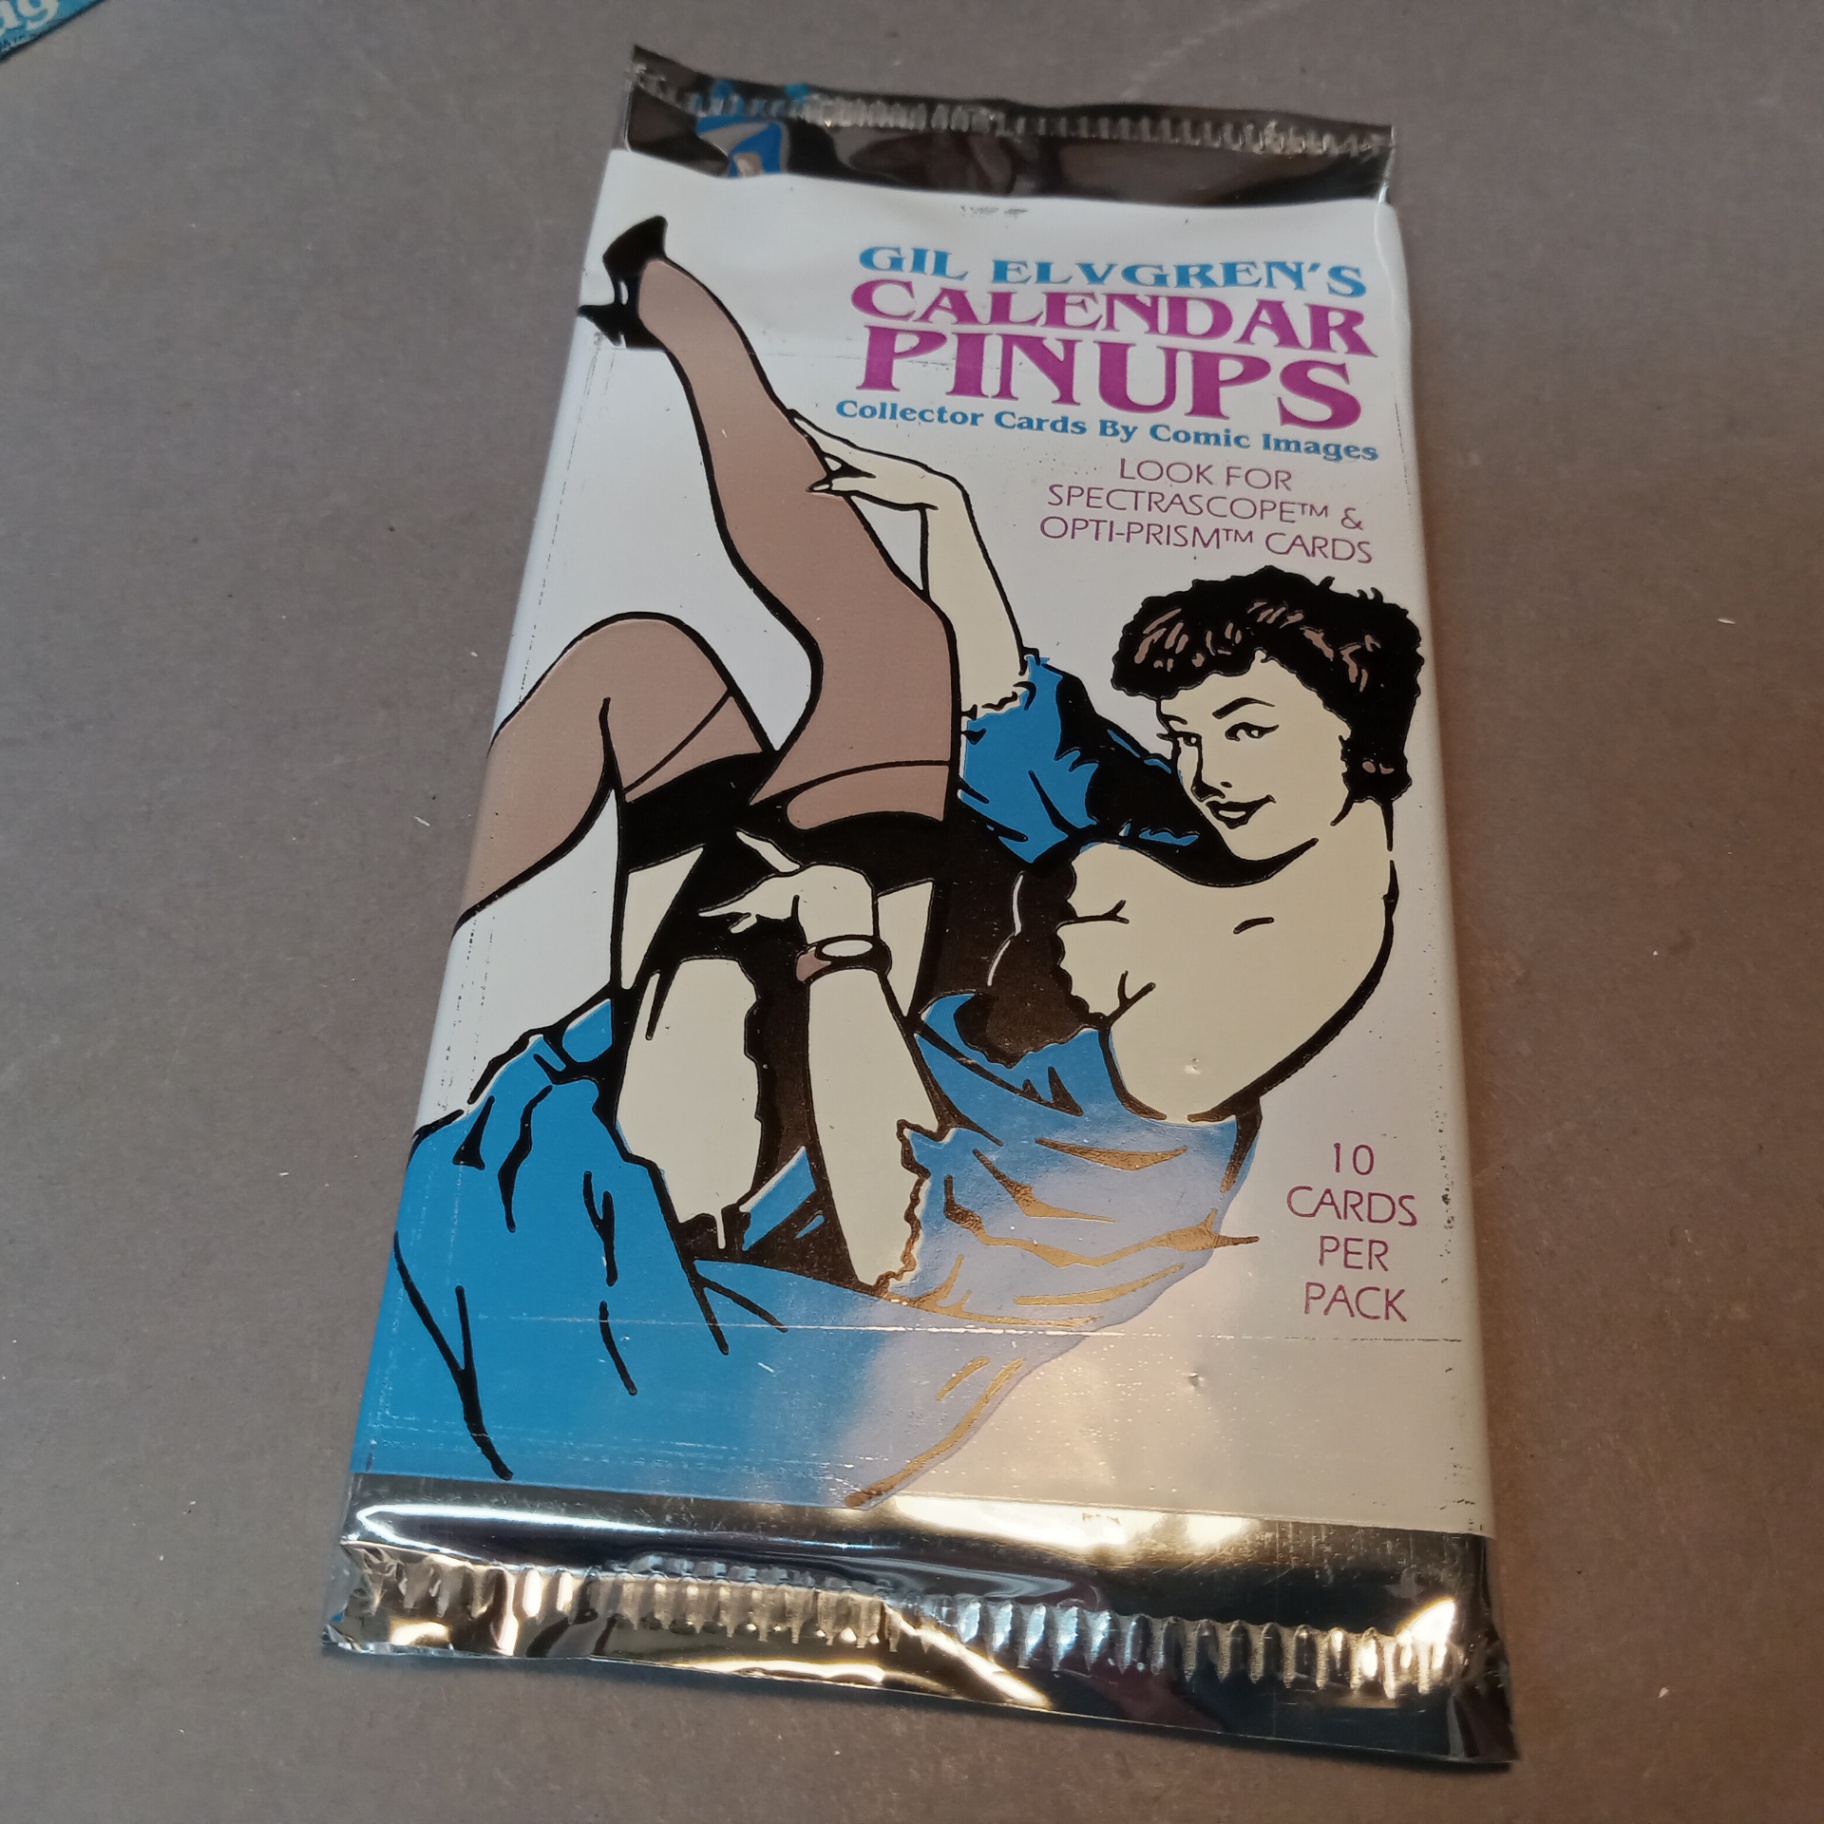 GIL ELVGREN'S
CALENDAR
PINUPS
Collector Cards By Comic Images
LOOK FOR
SPECTRASCOPE™ &
OPTI-PRISM™ CARDS
10
CARDS
PER
PACK